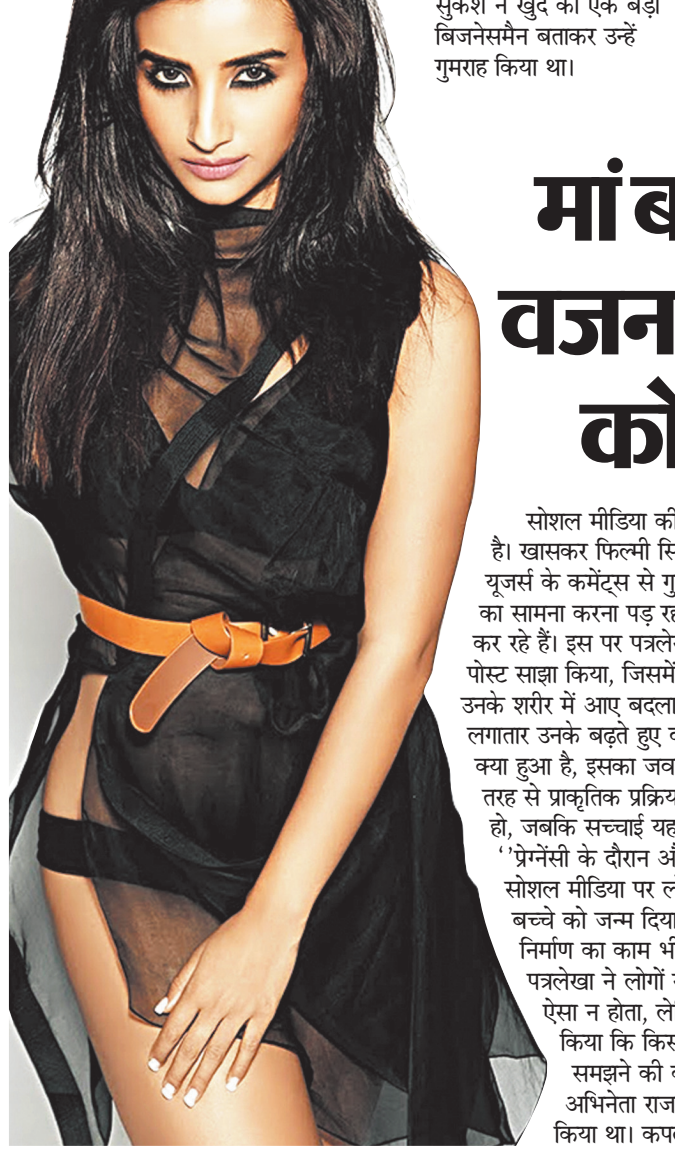 सुकेश ने खुद को एक बड़ा
बिजनेसमैन बताकर उन्हें
गुमराह किया था।
मां
वजन
को
सोशल मीडिया की
है। खासकर फिल्मी
यूजर्स के कमेंट्स से
का सामना करना पड़
कर रहे हैं। इस पर
पोस्ट साझा किया, जिसमें
उनके शरीर में आए
लगातार उनके बढ़ते हुए
क्या हुआ है, इसका
तरह से प्राकृतिक
हो, जबकि सच्चाई यह
‘’प्रेग्नेंसी के दौरान
सोशल मीडिया पर
बच्चे को जन्म दिया
निर्माण का काम भी
पत्रलेखा ने लोगों
ऐसा न होता,
किया कि
समझने की
अभिनेता
किया था।